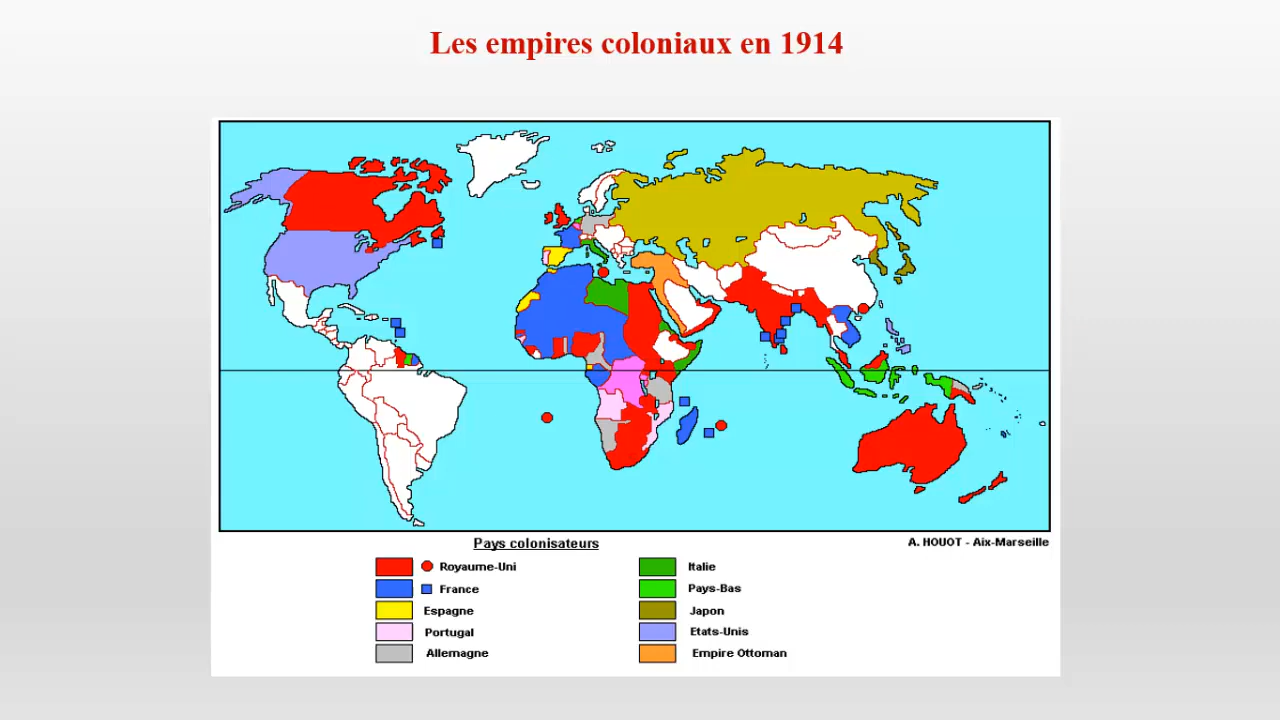 Les empires coloniaux en 1914
Pays colonisateurs
A. HOUOT - Aix-Marseille
Royaume-Uni
France
Espagne
Portugal
Allemagne
Italie
Pays-Bas
Japon
Etats-Unis
Empire Ottoman